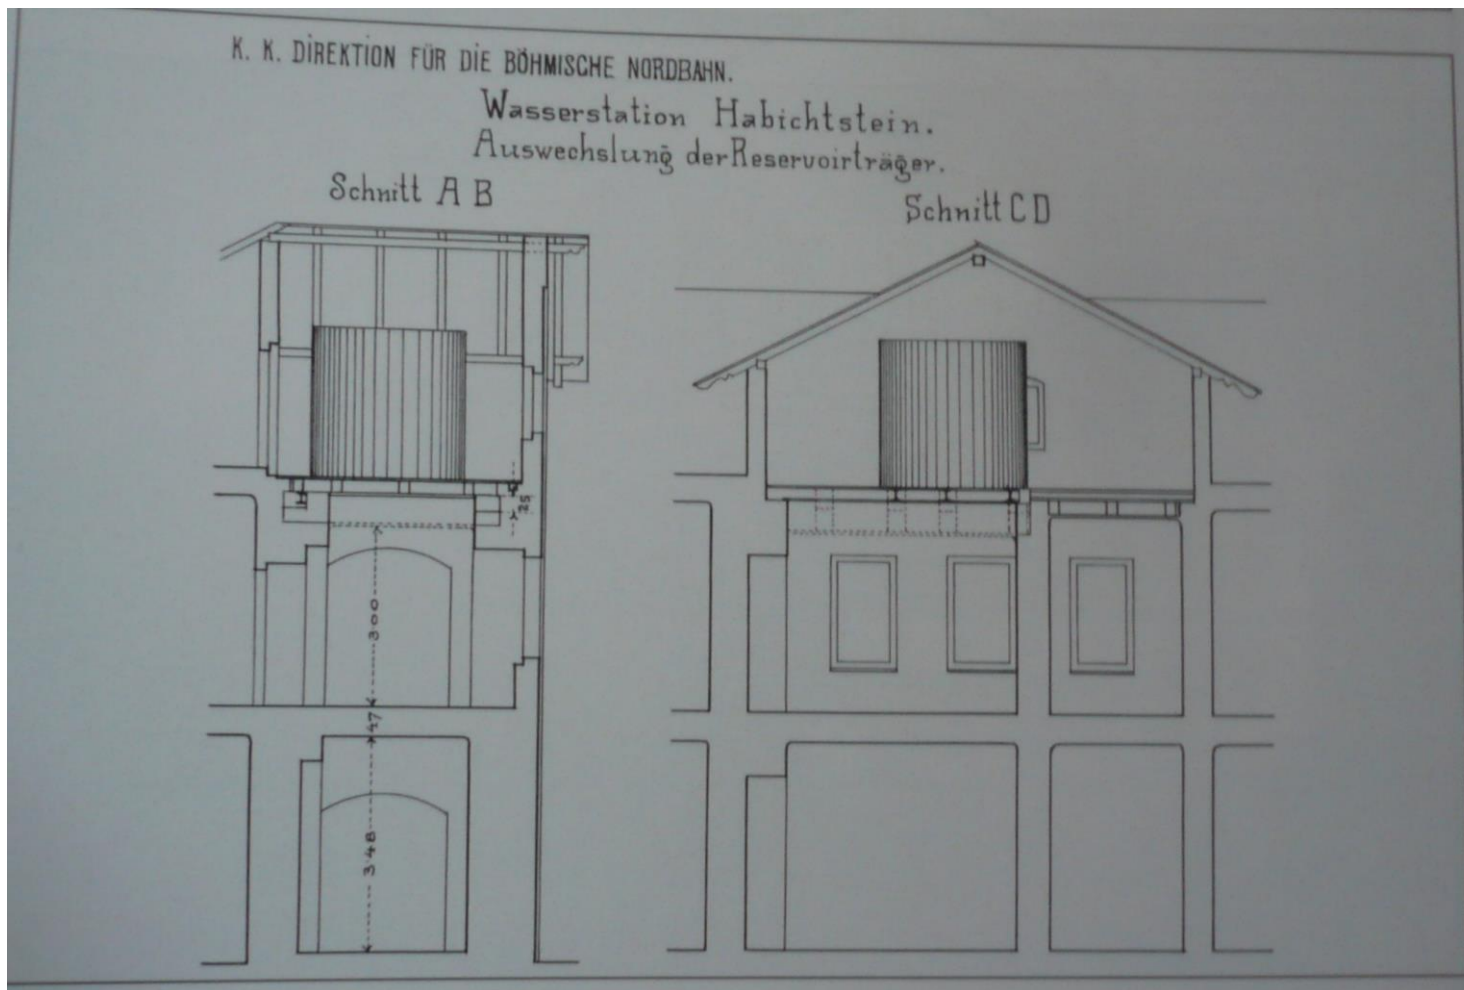 K. K. DIREKTION FÜR DIE BÖHMISCHE NORDBAHN.
Wasserstation Habichtstein.
Auswechslung der Reservoirträger.
Schnitt A B
Schnitt C D
25
300
47
348